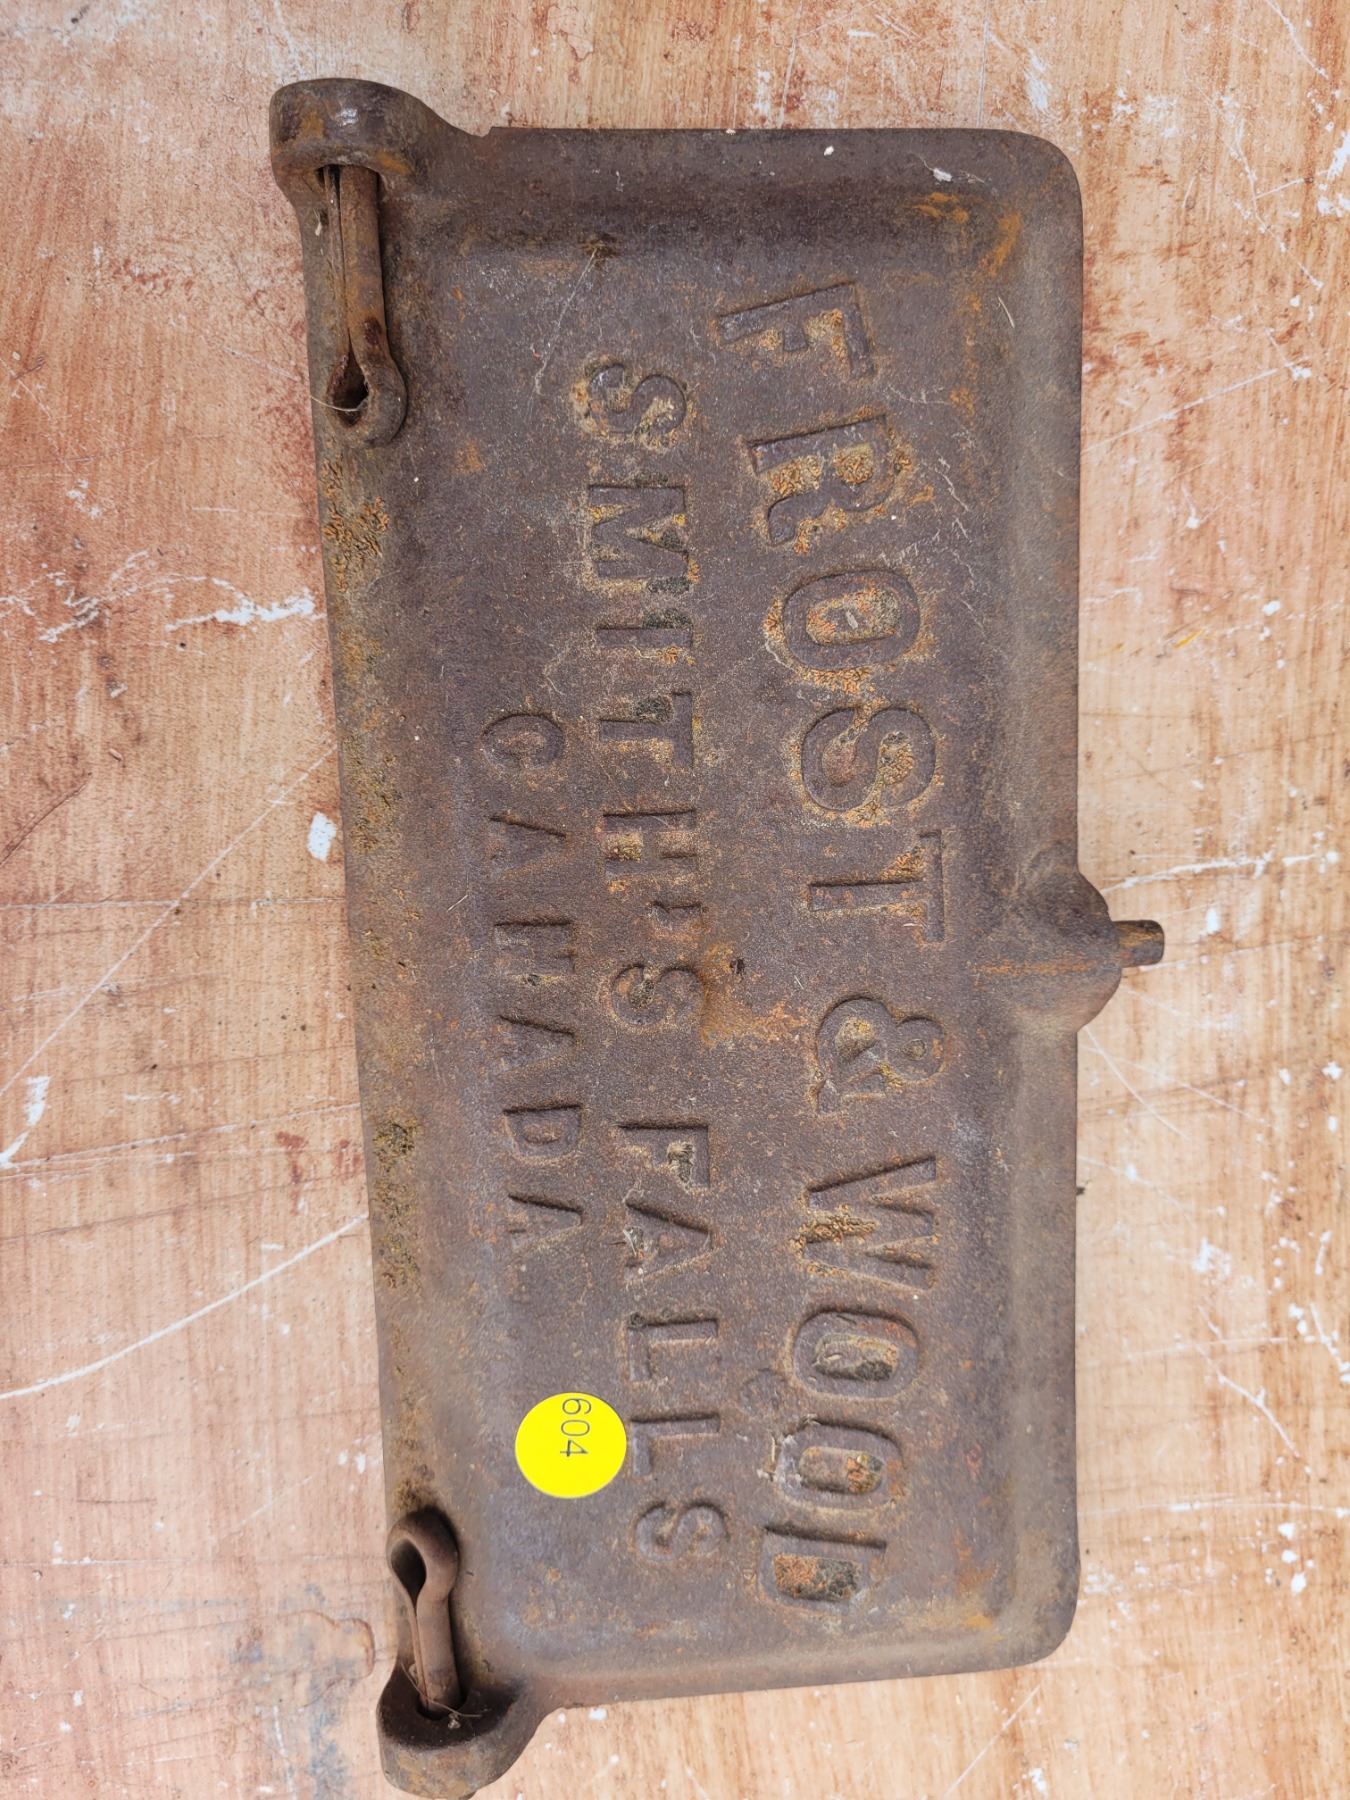 FROST & WOOD
SMITH'S FALLS
CANADA
604